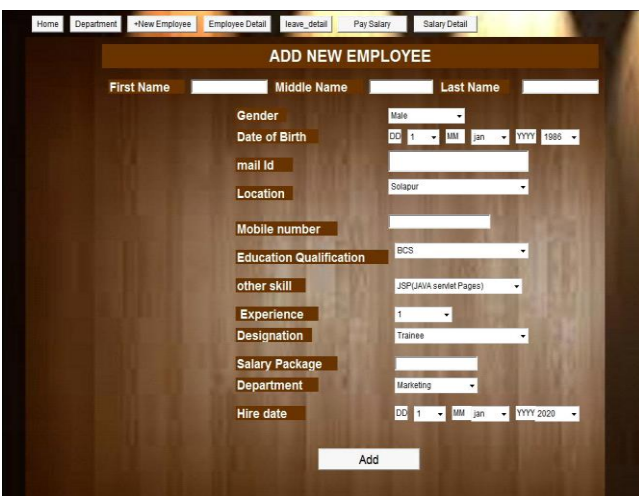 Home Department +New Employee Employee Detail leave_detail Pay Salary Salary Detail
ADD NEW EMPLOYEE
First Name Middle Name Last Name
Gender Male
Date of Birth DD 1 MM jan YYYY 1986
mail Id
Location Solapur
Mobile number
Education Qualification BCS
other skill JSP(JAVA servlet Pages)
Experience 1
Designation Trainee
Salary Package
Department Marketing
Hire date DD 1 MM jan YYYY 2020
Add